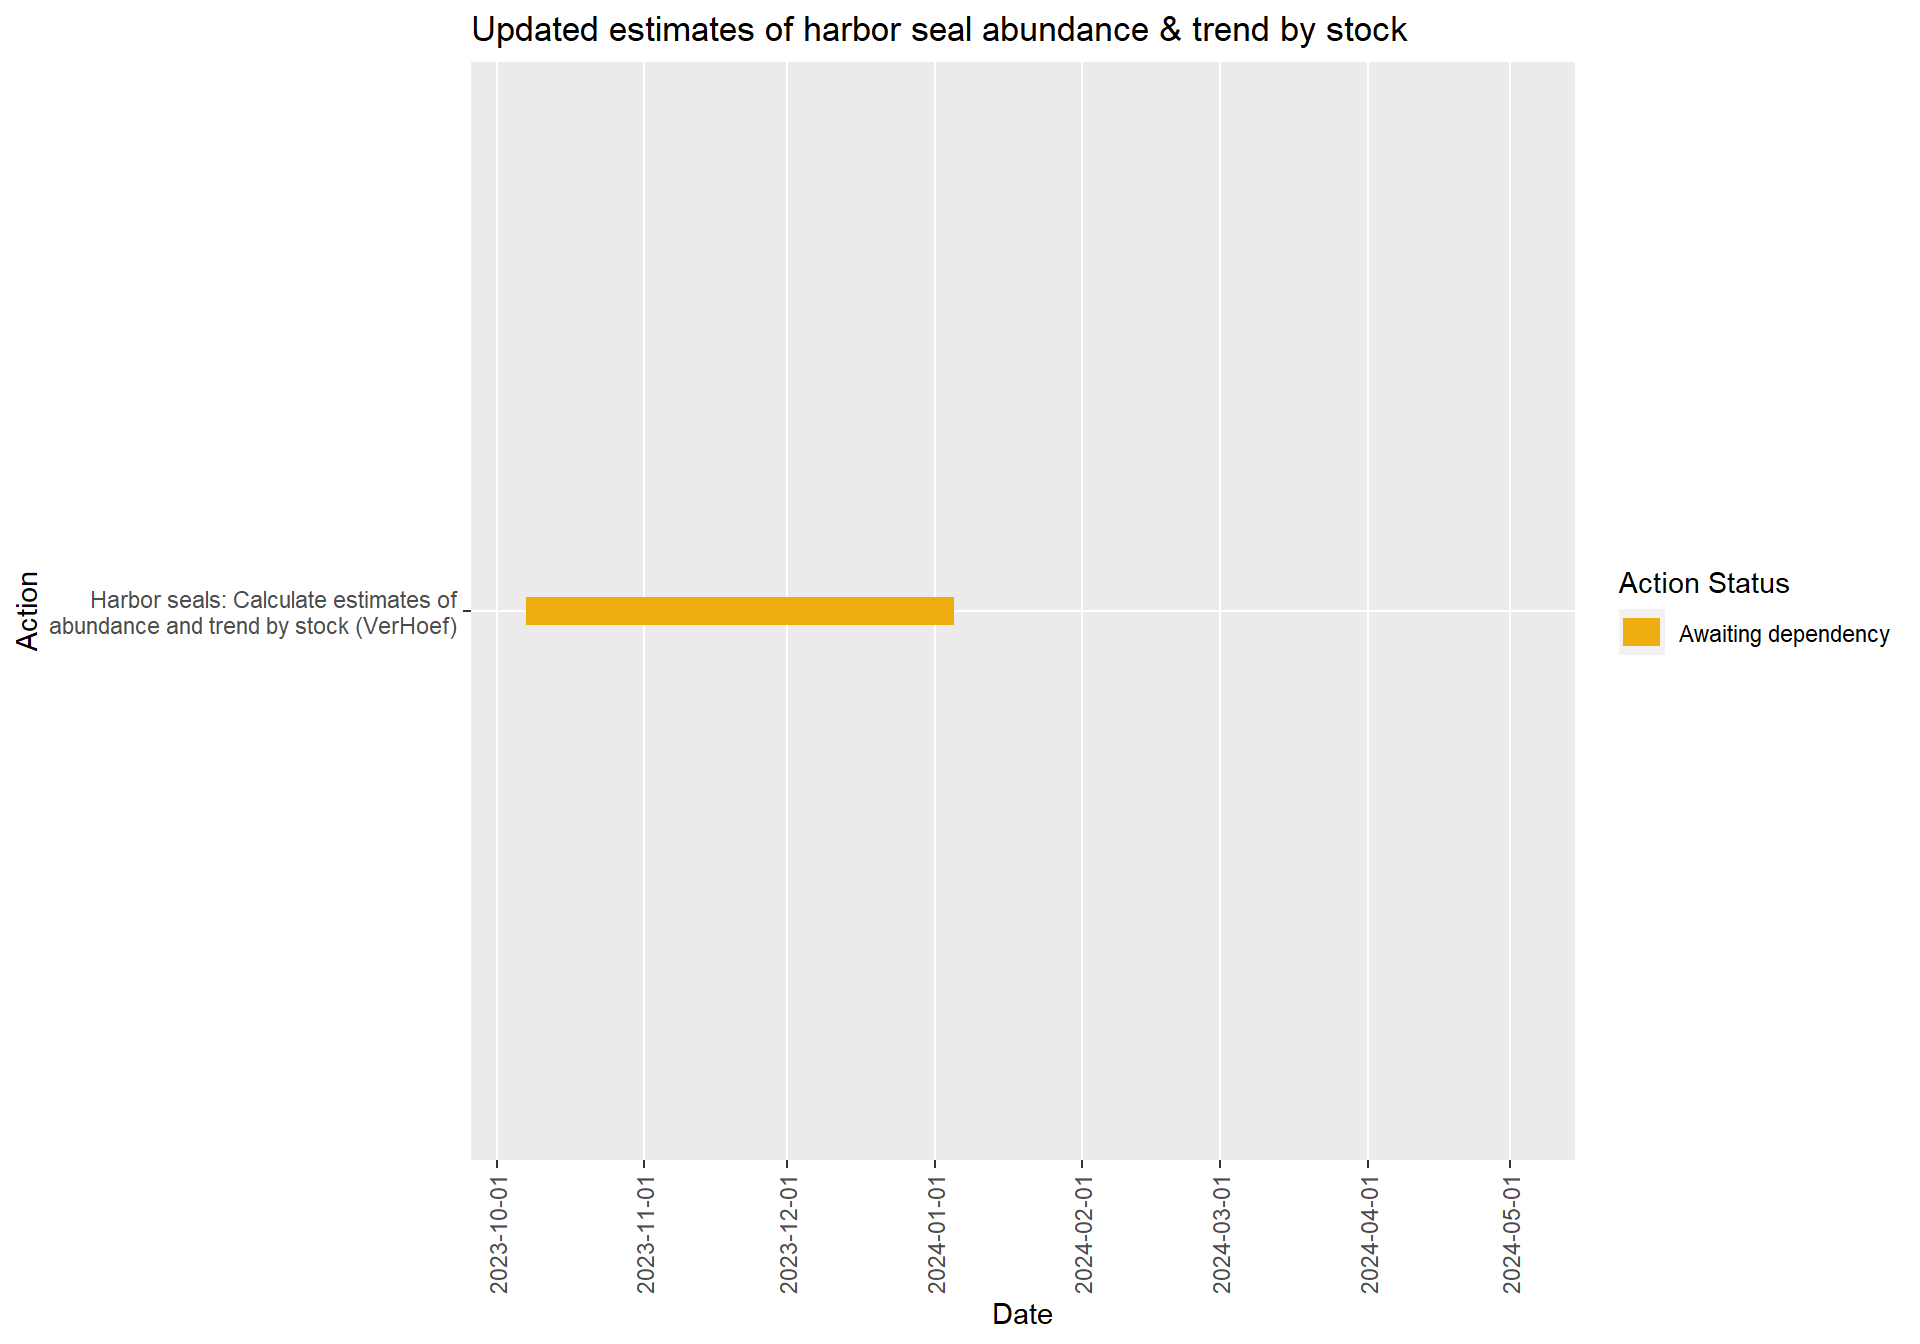 Updated estimates of harbor seal abundance & trend by stock
Action
Harbor seals: Calculate estimates of
abundance and trend by stock (VerHoef)
Action Status
Awaiting dependency
2023-10-01
2023-11-01
2023-12-01
2024-01-01
2024-02-01
2024-03-01
2024-04-01
2024-05-01
Date